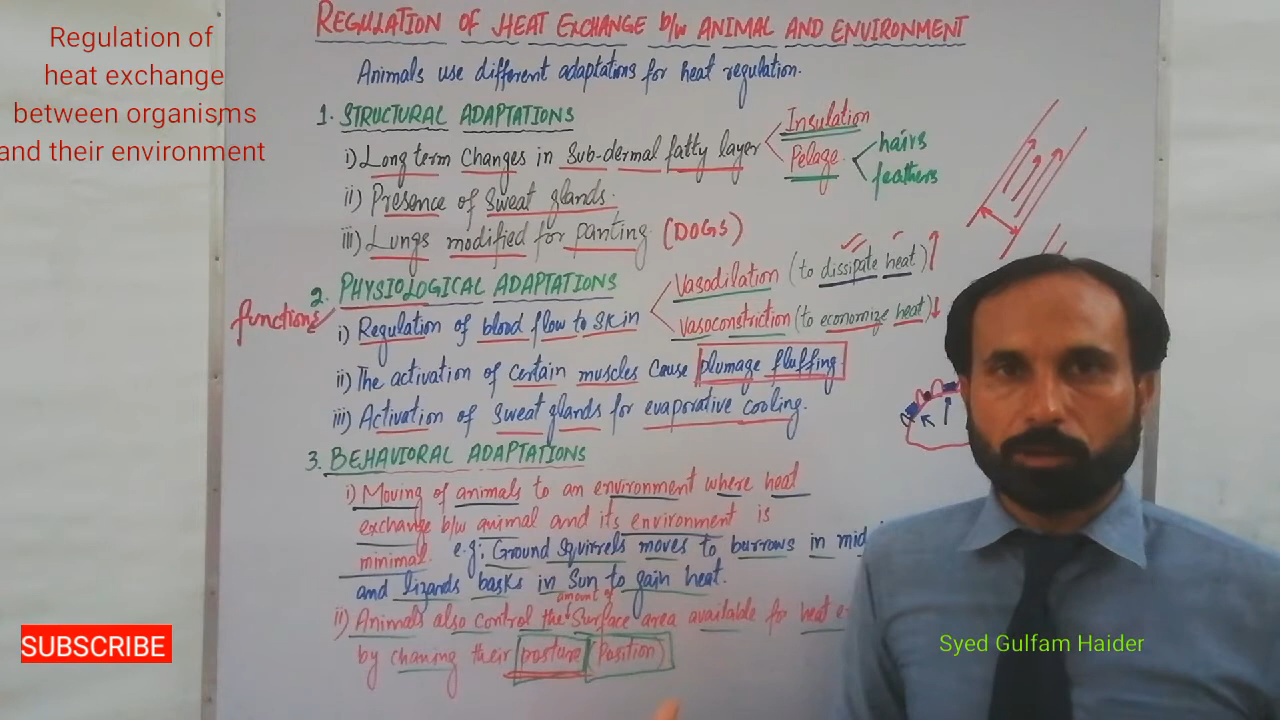 Regulation of
heat exchange
between organisms
and their environment
REGULATION OF HEAT EXCHANGE b/w ANIMAL AND ENVIRONMENT
Animals use different adaptations for heat regulation.
1. STRUCTURAL ADAPTATIONS
i) Long term changes in Sub-dermal fatty layer
Insulation
Pelage
hairs
feathers
ii) Presence of sweat glands.
iii) Lungs modified for panting (DOGS)
2. PHYSIOLOGICAL ADAPTATIONS
functions
i) Regulation of blood flow to skin
Vasodilation (to dissipate heat)
Vasoconstriction (to economize heat)
ii) The activation of certain muscles cause plumage fluffing.
iii) Activation of sweat glands for evaporative cooling.
3. BEHAVIORAL ADAPTATIONS
i) Moving of animals to an environment where heat
exchange b/w animal and its environment is
minimal. e.g; Ground squirrels moves to burrows in mid
and lizards basks in Sun to gain heat.
ii) Animals also control the amount of Surface area available for heat
by chaning their posture (Position)
SUBSCRIBE
Syed Gulfam Haider